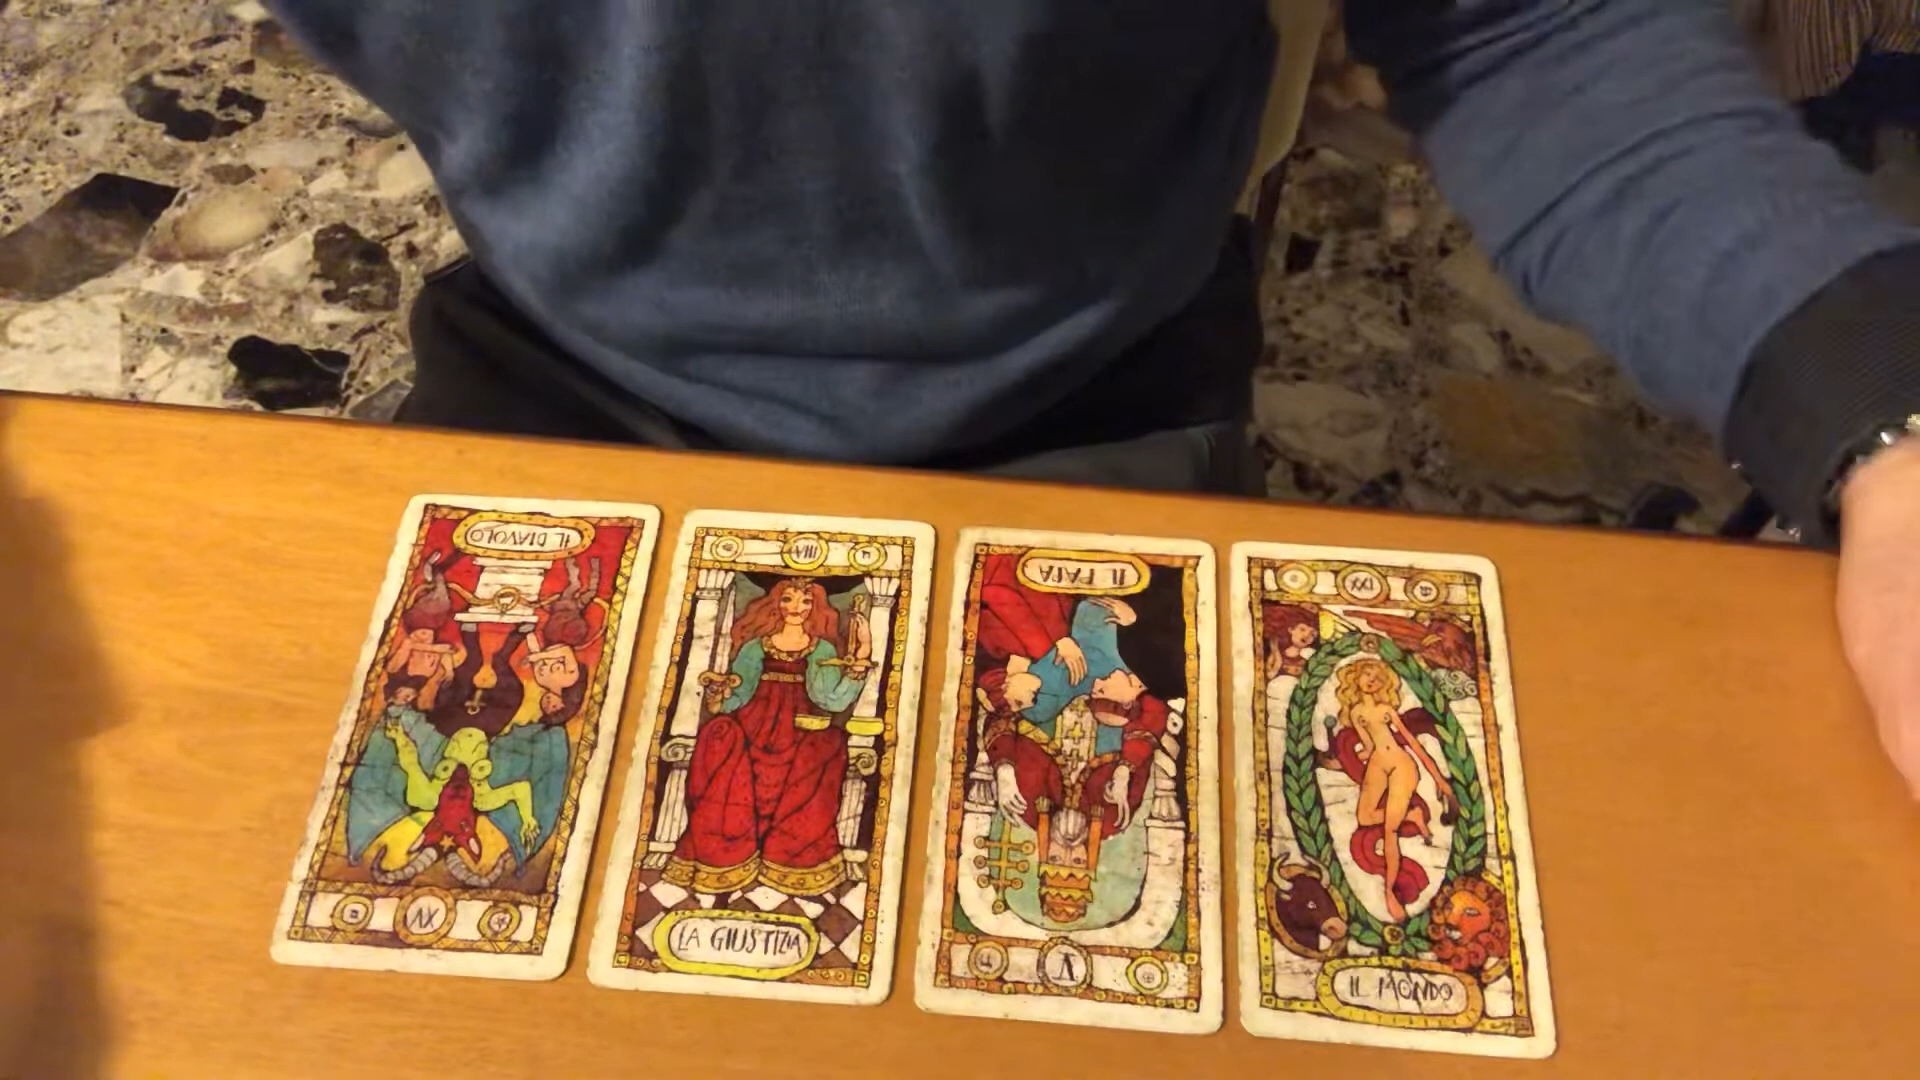 IL DIAVOLO
XV
VIII
LA GIUSTIZIA
IL PAPA
V
XXI
IL MONDO